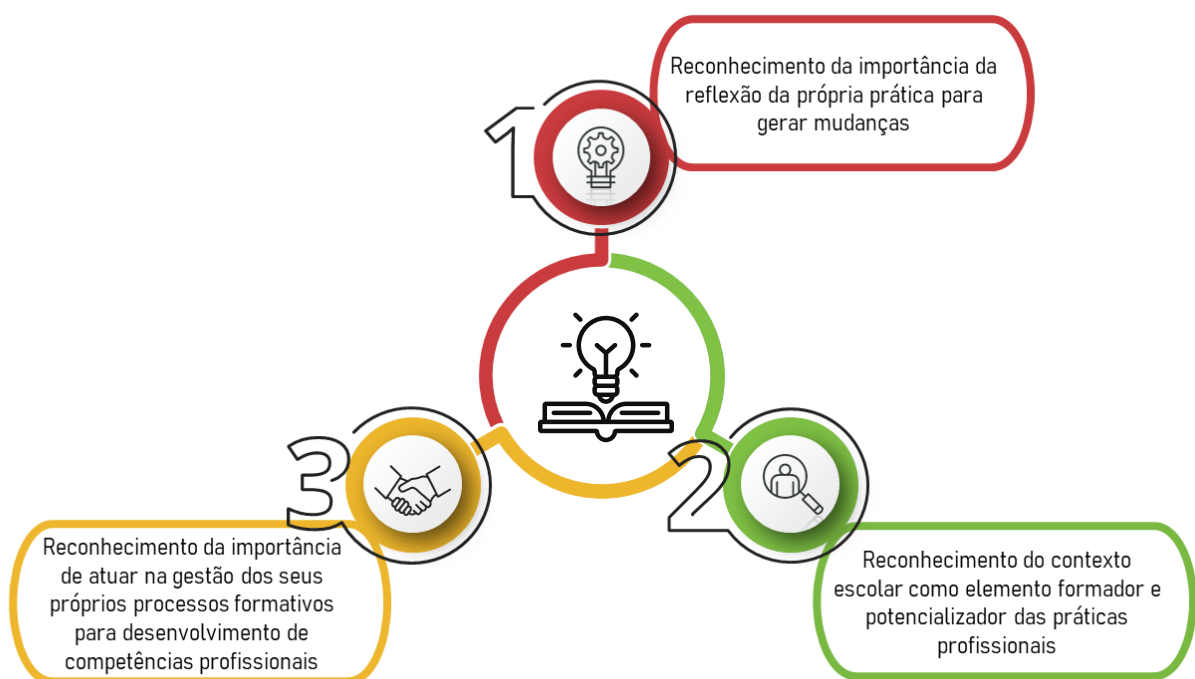 1
Reconhecimento da importância da
reflexão da própria prática para
gerar mudanças
2
Reconhecimento do contexto
escolar como elemento formador e
potencializador das práticas
profissionais
3
Reconhecimento da importância
de atuar na gestão dos seus
próprios processos formativos
para desenvolvimento de
competências profissionais